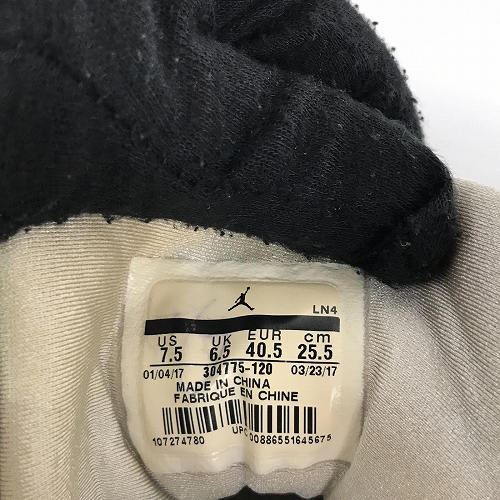 LN4
US UK EUR cm
7.5 6.5 40.5 25.5
01/04/17 304775-120 03/23/17
MADE IN CHINA
FABRIQUE EN CHINE
107274780 UPC 00886551645675